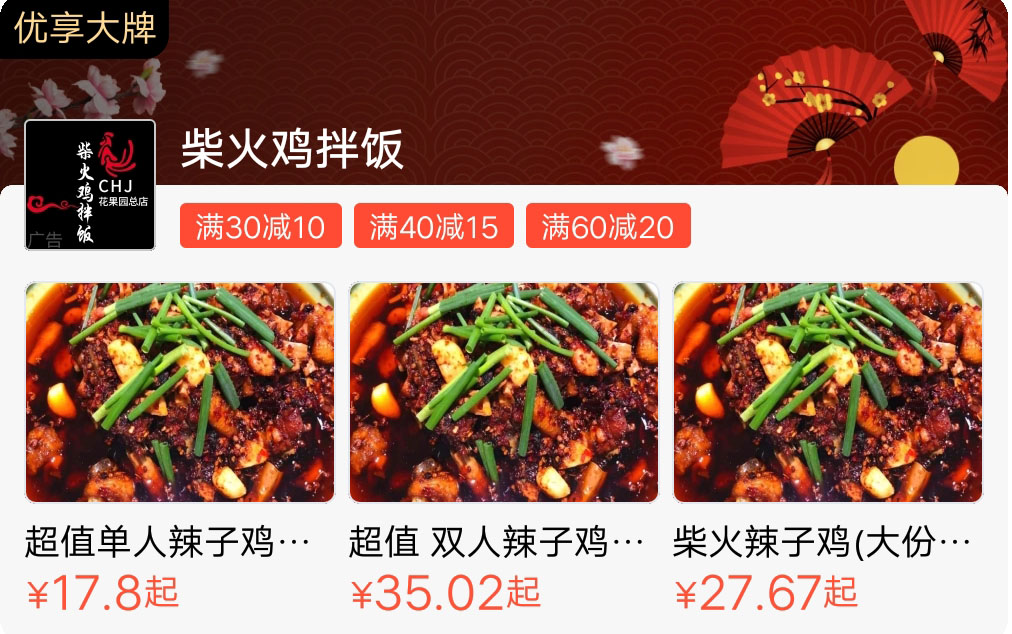 优享大牌
柴火鸡拌饭
柴火鸡拌饭
CHJ
花果园总店
广告
满30减10 满40减15 满60减20
超值单人辣子鸡… 超值 双人辣子鸡… 柴火辣子鸡(大份…
¥17.8起 ¥35.02起 ¥27.67起